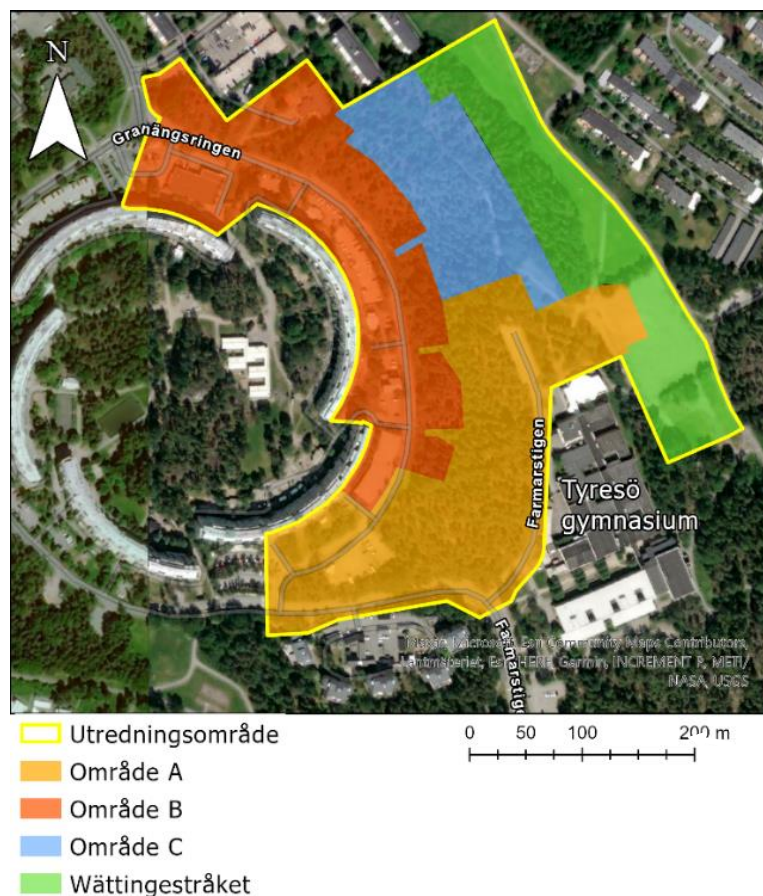 N
Granängsringen
Farmarstigen
Tyresö
gymnasium
Farmarstige
Maxar, Microsoft, Esri Community Maps Contributors,
Lantmäteriet, Esri, HERE, Garmin, INCREMENT P, METI/
NASA, USGS
Utredningsområde
0 50 100 200 m
Område A
Område B
Område C
Wättingestråket